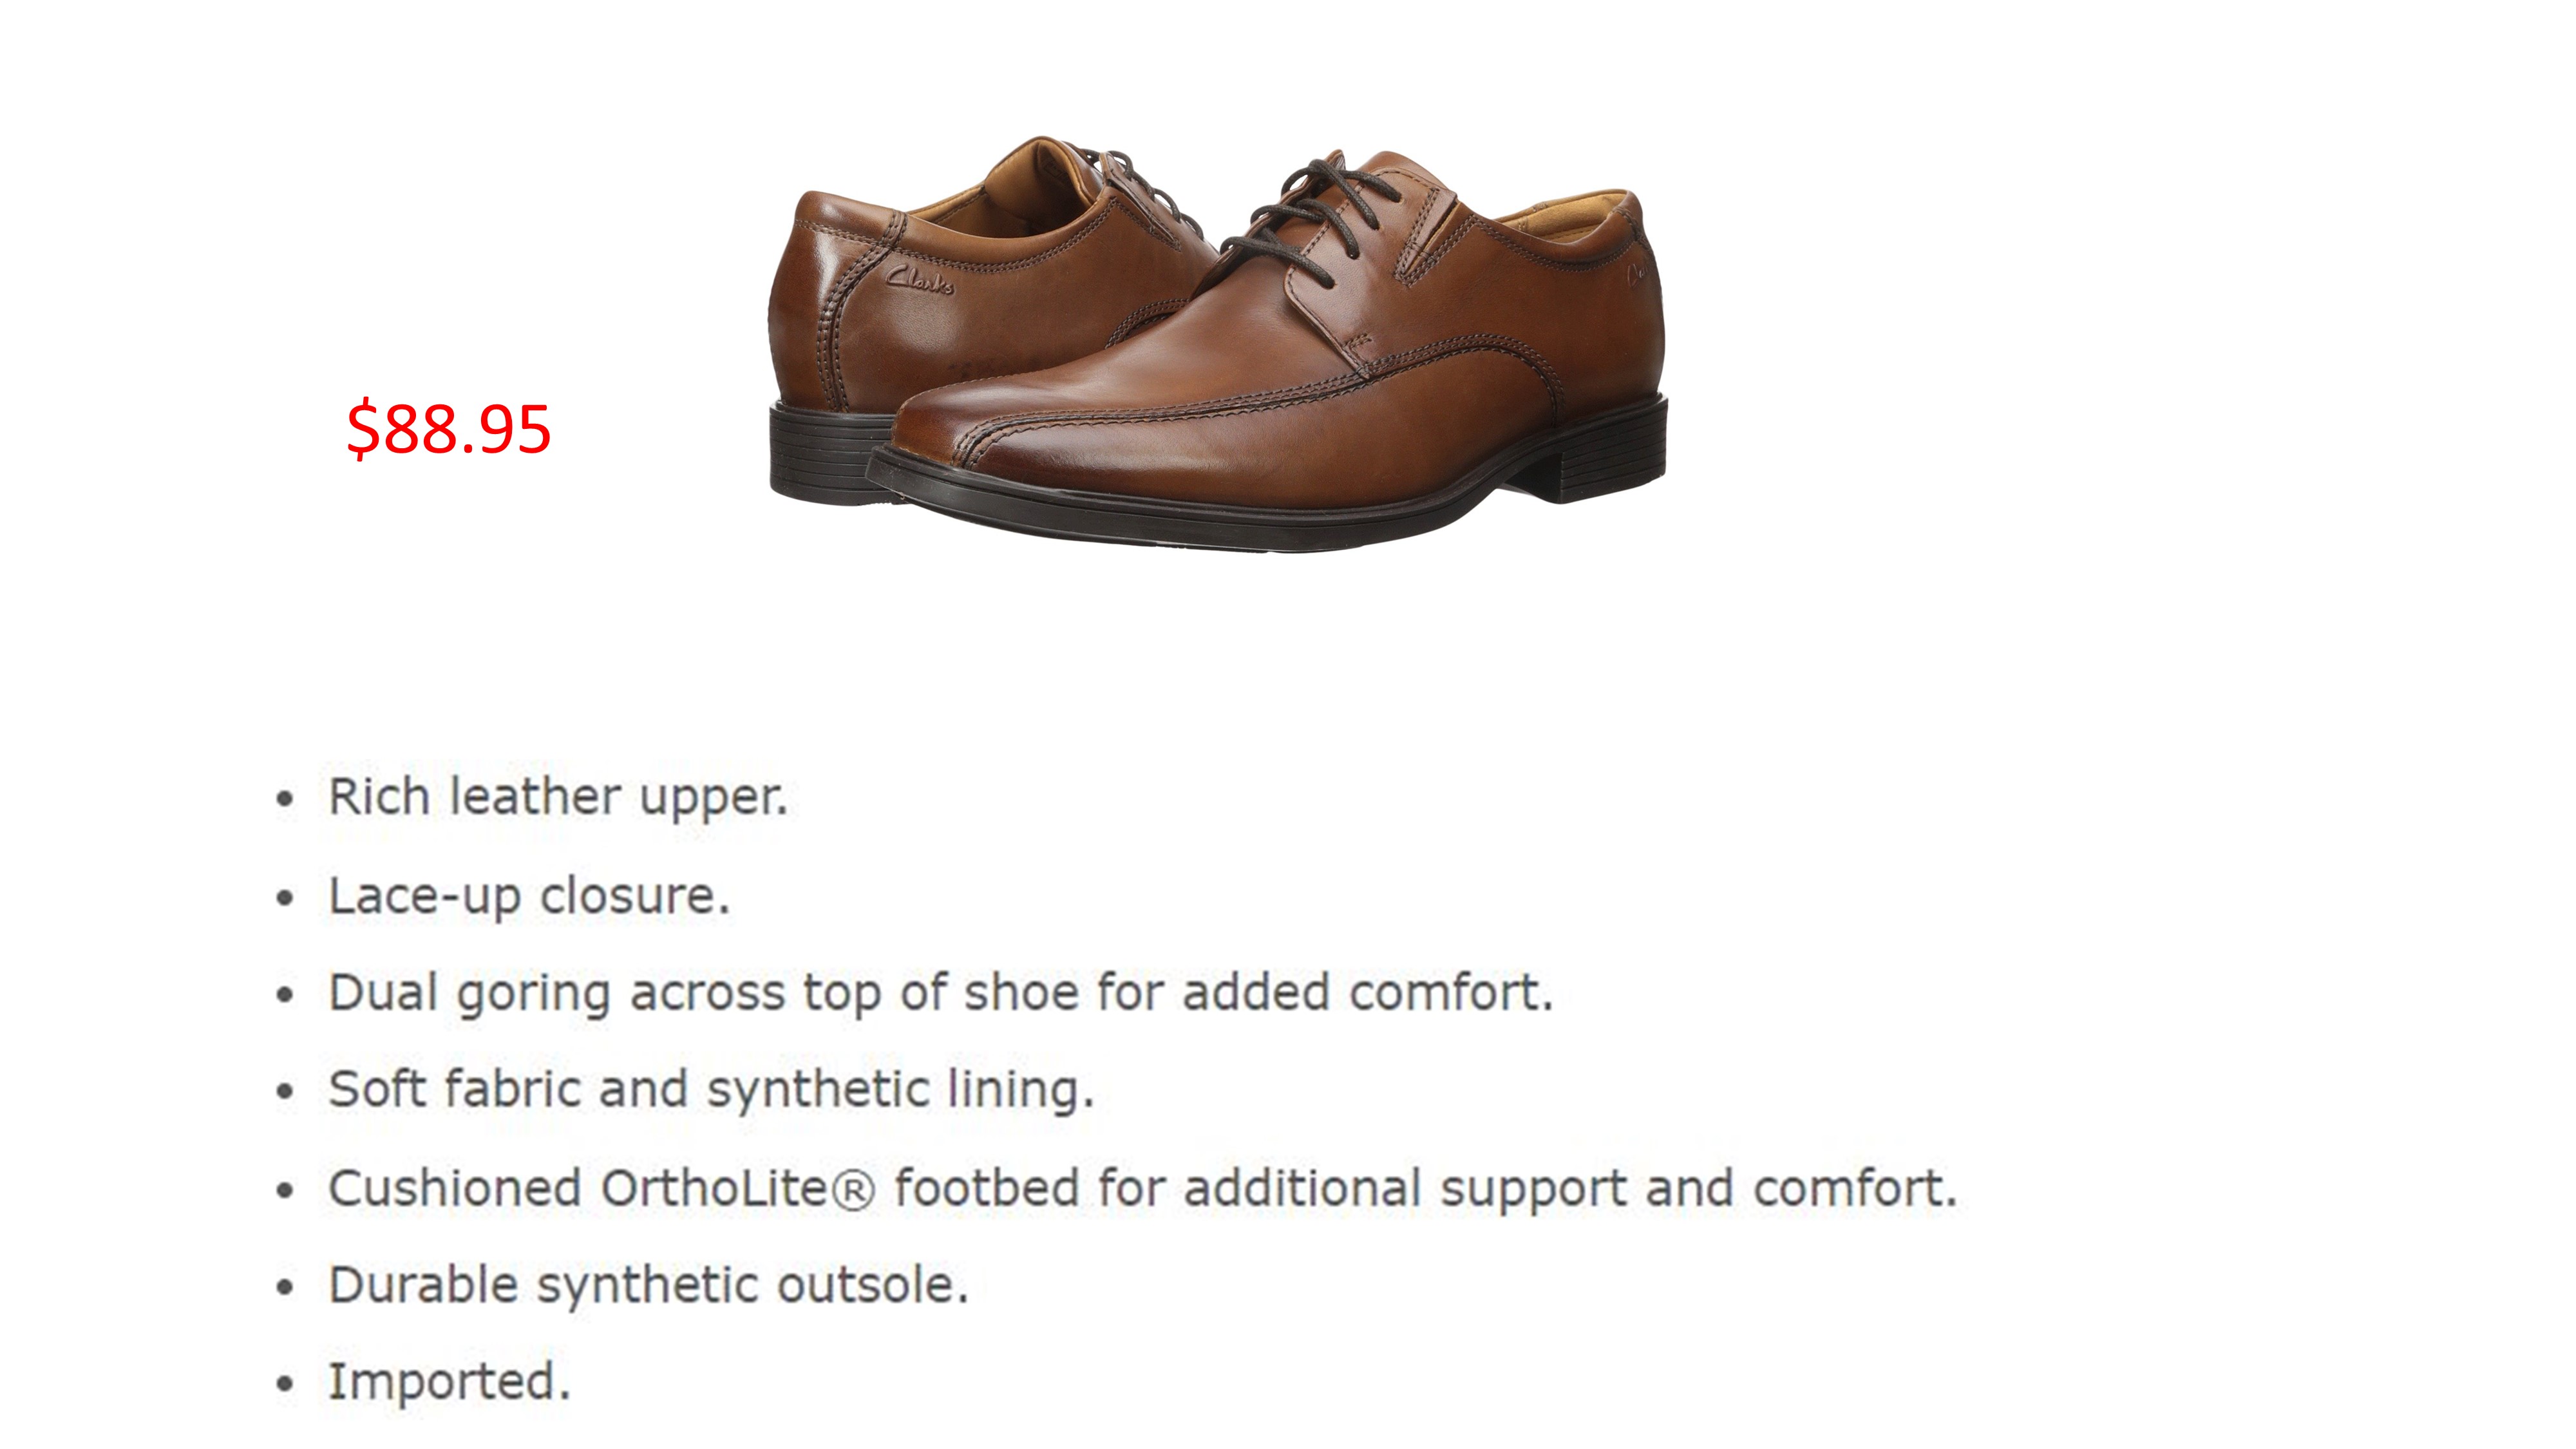 Clarks
$88.95
• Rich leather upper.
• Lace-up closure.
• Dual goring across top of shoe for added comfort.
• Soft fabric and synthetic lining.
• Cushioned OrthoLite® footbed for additional support and comfort.
• Durable synthetic outsole.
• Imported.